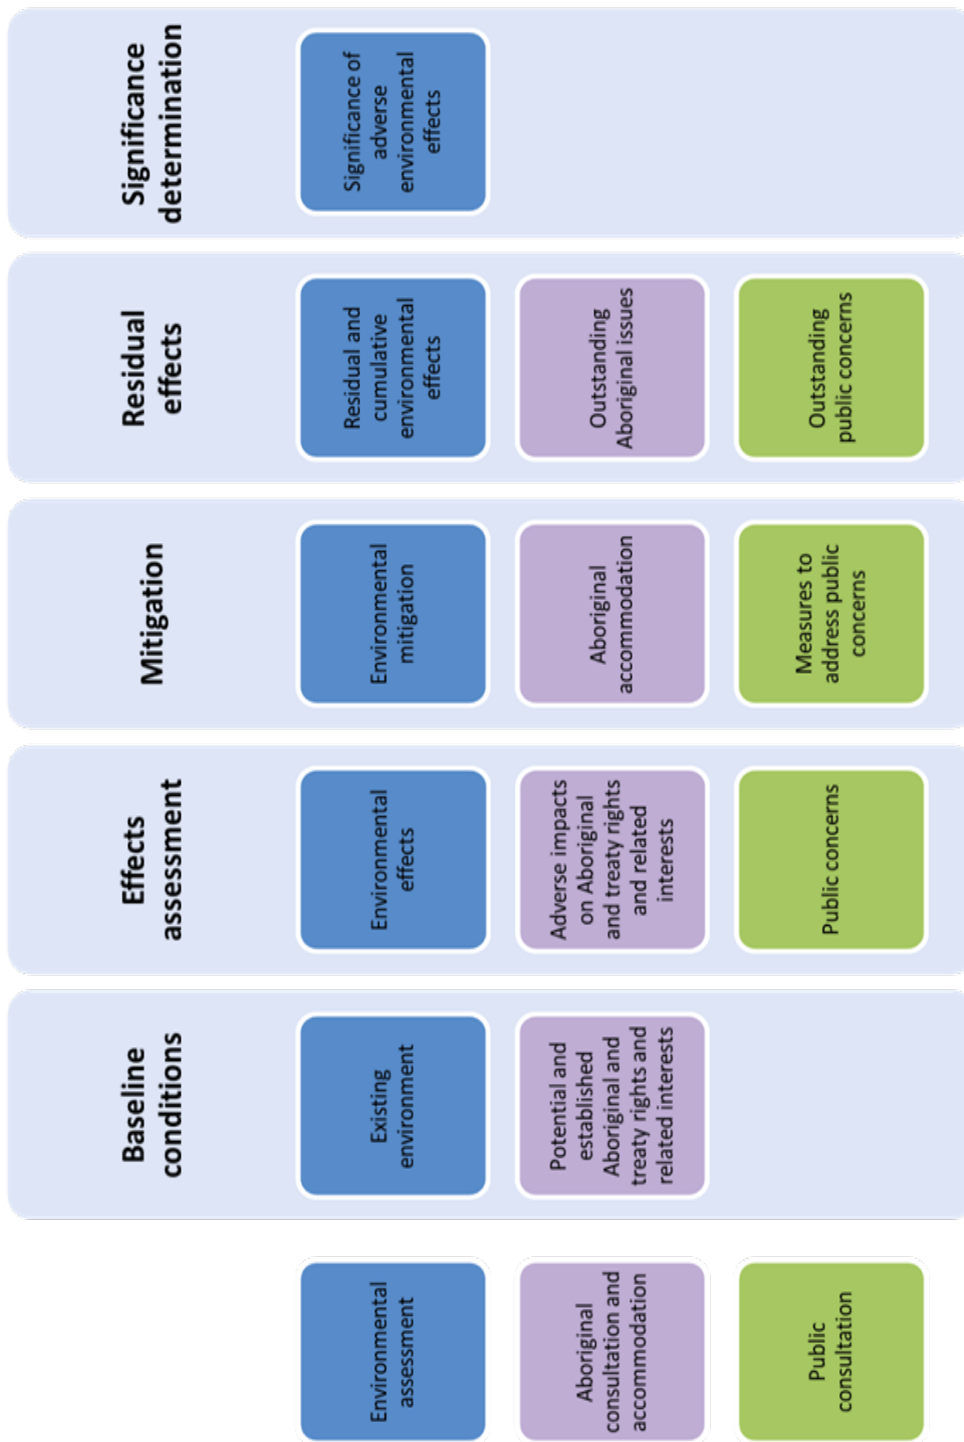 Baseline
conditions
Effects
assessment
Mitigation
Residual
effects
Significance
determination
Environmental
assessment
Existing
environment
Environmental
effects
Environmental
mitigation
Residual and
cumulative
environmental
effects
Significance of
adverse
environmental
effects
Aboriginal
consultation and
accommodation
Potential and
established
Aboriginal and
treaty rights and
related interests
Adverse impacts
on Aboriginal
and treaty rights
and related
interests
Aboriginal
accommodation
Outstanding
Aboriginal issues
Public
consultation
Public concerns
Measures to
address public
concerns
Outstanding
public concerns